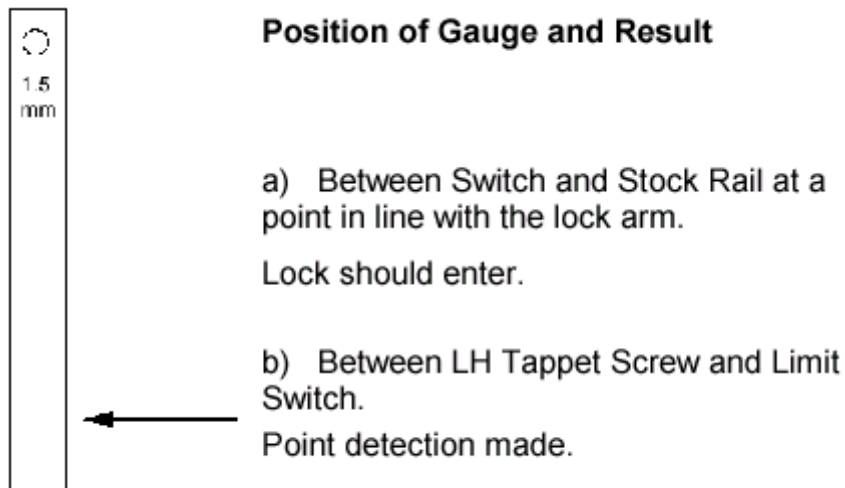 Position of Gauge and Result
1.5
mm
a) Between Switch and Stock Rail at a
point in line with the lock arm.
Lock should enter.
b) Between LH Tappet Screw and Limit
Switch.
Point detection made.